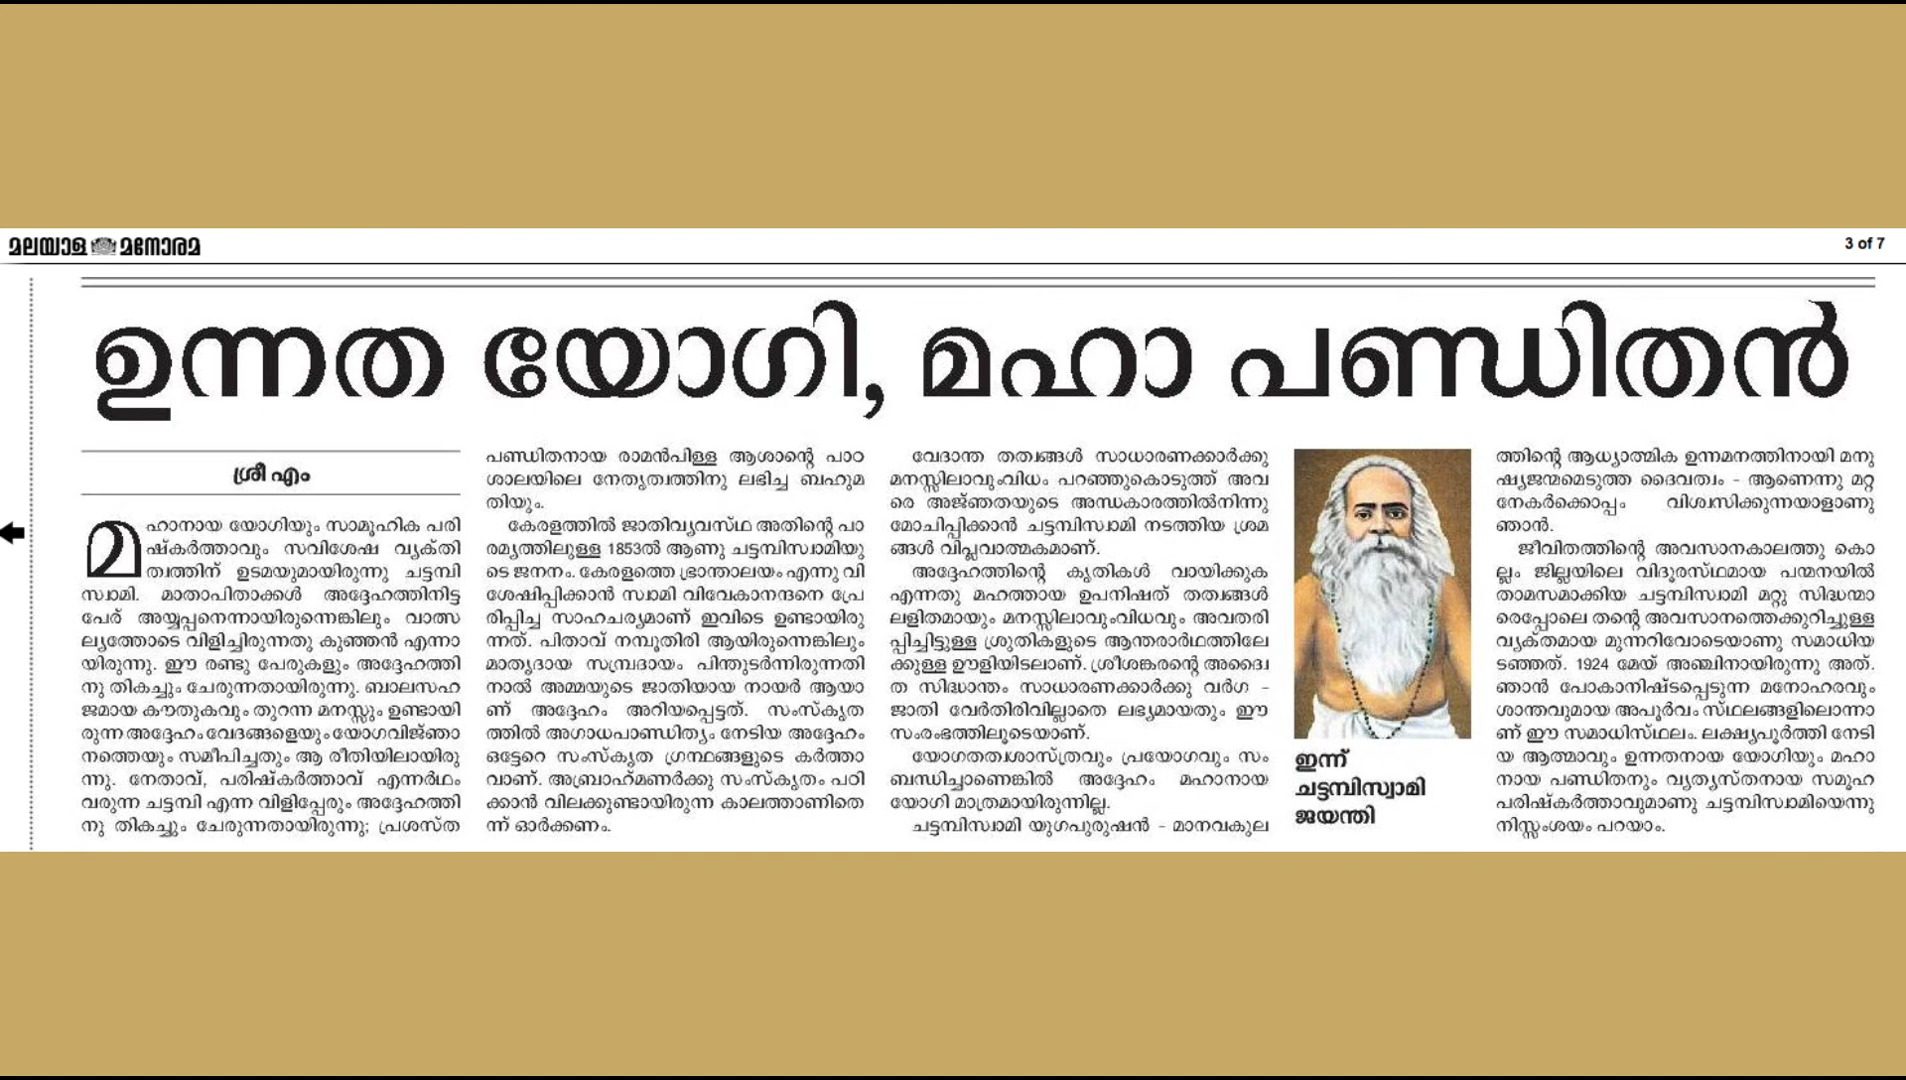 മലയാള മനോരമ
3 of 7
ഉന്നത യോഗി, മഹാ പണ്ഡിതൻ
ശ്രീ എം
മഹാനായ യോഗിയും സാമൂഹിക പരി
ഷ്കർത്താവും സവിശേഷ വ്യക്തി
ത്വത്തിന് ഉടമയുമായിരുന്നു ചട്ടമ്പി
സ്വാമി. മാതാപിതാക്കൾ അദ്ദേഹത്തിനിട്ട
പേര് അയ്യപ്പനെന്നായിരുന്നെങ്കിലും വാത്സ
ല്യത്തോടെ വിളിച്ചിരുന്നതു കുഞ്ഞൻ എന്നാ
യിരുന്നു. ഈ രണ്ടു പേരുകളും അദ്ദേഹത്തി
നു തികച്ചും ചേരുന്നതായിരുന്നു. ബാലസഹ
ജമായ കൗതുകവും തുറന്ന മനസ്സും ഉണ്ടായി
രുന്ന അദ്ദേഹം വേദങ്ങളെയും യോഗവിജ്ഞാ
നത്തെയും സമീപിച്ചതും ആ രീതിയിലായിരു
ന്നു. നേതാവ്, പരിഷ്കർത്താവ് എന്നർഥം
വരുന്ന ചട്ടമ്പി എന്ന വിളിപ്പേരും അദ്ദേഹത്തി
നു തികച്ചും ചേരുന്നതായിരുന്നു; പ്രശസ്ത
പണ്ഡിതനായ രാമൻപിള്ള ആശാന്റെ പാഠ
ശാലയിലെ നേതൃത്വത്തിനു ലഭിച്ച ബഹുമ
തിയും.
കേരളത്തിൽ ജാതിവ്യവസ്ഥ അതിന്റെ പാ
രമ്യത്തിലുള്ള 1853ൽ ആണു ചട്ടമ്പിസ്വാമിയു
ടെ ജനനം. കേരളത്തെ ഭ്രാന്താലയം എന്നു വി
ശേഷിപ്പിക്കാൻ സ്വാമി വിവേകാനന്ദനെ പ്രേ
രിപ്പിച്ച സാഹചര്യമാണ് ഇവിടെ ഉണ്ടായിരു
ന്നത്. പിതാവ് നമ്പൂതിരി ആയിരുന്നെങ്കിലും
മാതൃദായ സമ്പ്രദായം പിന്തുടർന്നിരുന്നതി
നാൽ അമ്മയുടെ ജാതിയായ നായർ ആയാ
ണ് അദ്ദേഹം അറിയപ്പെട്ടത്. സംസ്കൃത
ത്തിൽ അഗാധപാണ്ഡിത്യം നേടിയ അദ്ദേഹം
ഒട്ടേറെ സംസ്കൃത ഗ്രന്ഥങ്ങളുടെ കർത്താ
വാണ്. അബ്രാഹ്മണർക്കു സംസ്കൃതം പഠി
ക്കാൻ വിലക്കുണ്ടായിരുന്ന കാലത്താണിതെ
ന്ന് ഓർക്കണം.
വേദാന്ത തത്വങ്ങൾ സാധാരണക്കാർക്കു
മനസ്സിലാവുംവിധം പറഞ്ഞുകൊടുത്ത് അവ
രെ അജ്ഞതയുടെ അന്ധകാരത്തിൽനിന്നു
മോചിപ്പിക്കാൻ ചട്ടമ്പിസ്വാമി നടത്തിയ ശ്രമ
ങ്ങൾ വിപ്ലവാത്മകമാണ്.
അദ്ദേഹത്തിന്റെ കൃതികൾ വായിക്കുക
എന്നതു മഹത്തായ ഉപനിഷത് തത്വങ്ങൾ
ലളിതമായും മനസ്സിലാവുംവിധവും അവതരി
പ്പിച്ചിട്ടുള്ള ശ്രുതികളുടെ ആന്തരാർഥത്തിലേ
ക്കുള്ള ഊളിയിടലാണ്. ശ്രീശങ്കരന്റെ അദ്വൈ
ത സിദ്ധാന്തം സാധാരണക്കാർക്കു വർഗ -
ജാതി വേർതിരിവില്ലാതെ ലഭ്യമായതും ഈ
സംരംഭത്തിലൂടെയാണ്.
യോഗതത്വശാസ്ത്രവും പ്രയോഗവും സം
ബന്ധിച്ചാണെങ്കിൽ അദ്ദേഹം മഹാനായ
യോഗി മാത്രമായിരുന്നില്ല.
ചട്ടമ്പിസ്വാമി യുഗപുരുഷൻ - മാനവകുല
ഇന്ന്
ചട്ടമ്പിസ്വാമി
ജയന്തി
ത്തിന്റെ ആധ്യാത്മിക ഉന്നമനത്തിനായി മനു
ഷ്യജന്മമെടുത്ത ദൈവത്വം - ആണെന്നു മറ്റ
നേകർക്കൊപ്പം വിശ്വസിക്കുന്നയാളാണു
ഞാൻ.
ജീവിതത്തിന്റെ അവസാനകാലത്തു കൊ
ല്ലം ജില്ലയിലെ വിദൂരസ്ഥമായ പന്മനയിൽ
താമസമാക്കിയ ചട്ടമ്പിസ്വാമി മറ്റു സിദ്ധന്മാ
രെപ്പോലെ തന്റെ അവസാനത്തെക്കുറിച്ചുള്ള
വ്യക്തമായ മുന്നറിവോടെയാണു സമാധിയ
ടഞ്ഞത്. 1924 മേയ് അഞ്ചിനായിരുന്നു അത്.
ഞാൻ പോകാനിഷ്ടപ്പെടുന്ന മനോഹരവും
ശാന്തവുമായ അപൂർവം സ്ഥലങ്ങളിലൊന്നാ
ണ് ഈ സമാധിസ്ഥലം. ലക്ഷ്യപൂർത്തി നേടി
യ ആത്മാവും ഉന്നതനായ യോഗിയും മഹാ
നായ പണ്ഡിതനും വ്യത്യസ്തനായ സമൂഹ
പരിഷ്കർത്താവുമാണു ചട്ടമ്പിസ്വാമിയെന്നു
നിസ്സംശയം പറയാം.